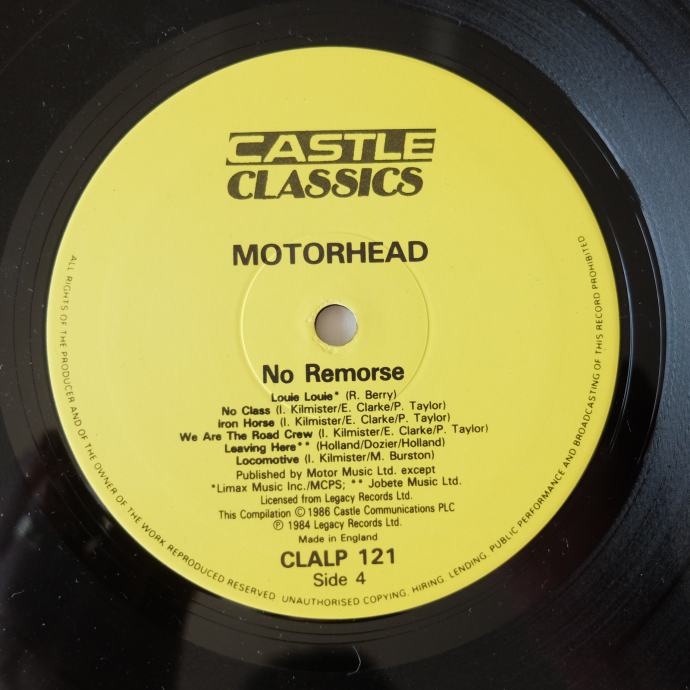 CASTLE
CLASSICS
MOTORHEAD
No Remorse
Louie Louie* (R. Berry)
No Class (I. Kilmister/E. Clarke/P. Taylor)
Iron Horse (I. Kilmister/E. Clarke/P. Taylor)
We Are The Road Crew (I. Kilmister/E. Clarke/P. Taylor)
Leaving Here** (Holland/Dozier/Holland)
Locomotive (I. Kilmister/M. Burston)
Published by Motor Music Ltd. except
*Limax Music Inc./MCPS; ** Jobete Music Ltd.
Licensed from Legacy Records Ltd.
This Compilation © 1986 Castle Communications PLC
℗ 1984 Legacy Records Ltd.
Made in England
CLALP 121
Side 4
ALL RIGHTS OF THE PRODUCER AND OF THE OWNER OF THE WORK REPRODUCED RESERVED UNAUTHORISED COPYING, HIRING, LENDING, PUBLIC PERFORMANCE AND BROADCASTING OF THIS RECORD PROHIBITED